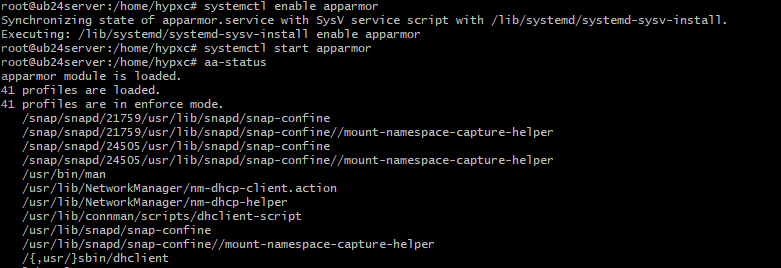 root@ub24server:/home/hypxc# systemctl enable apparmor
Synchronizing state of apparmor.service with SysV service script with /lib/systemd/systemd-sysv-install.
Executing: /lib/systemd/systemd-sysv-install enable apparmor
root@ub24server:/home/hypxc# systemctl start apparmor
root@ub24server:/home/hypxc# aa-status
apparmor module is loaded.
41 profiles are loaded.
41 profiles are in enforce mode.
/snap/snapd/21759/usr/lib/snapd/snap-confine
/snap/snapd/21759/usr/lib/snapd/snap-confine//mount-namespace-capture-helper
/snap/snapd/24505/usr/lib/snapd/snap-confine
/snap/snapd/24505/usr/lib/snapd/snap-confine//mount-namespace-capture-helper
/usr/bin/man
/usr/lib/NetworkManager/nm-dhcp-client.action
/usr/lib/NetworkManager/nm-dhcp-helper
/usr/lib/connman/scripts/dhclient-script
/usr/lib/snapd/snap-confine
/usr/lib/snapd/snap-confine//mount-namespace-capture-helper
/{,usr/}sbin/dhclient